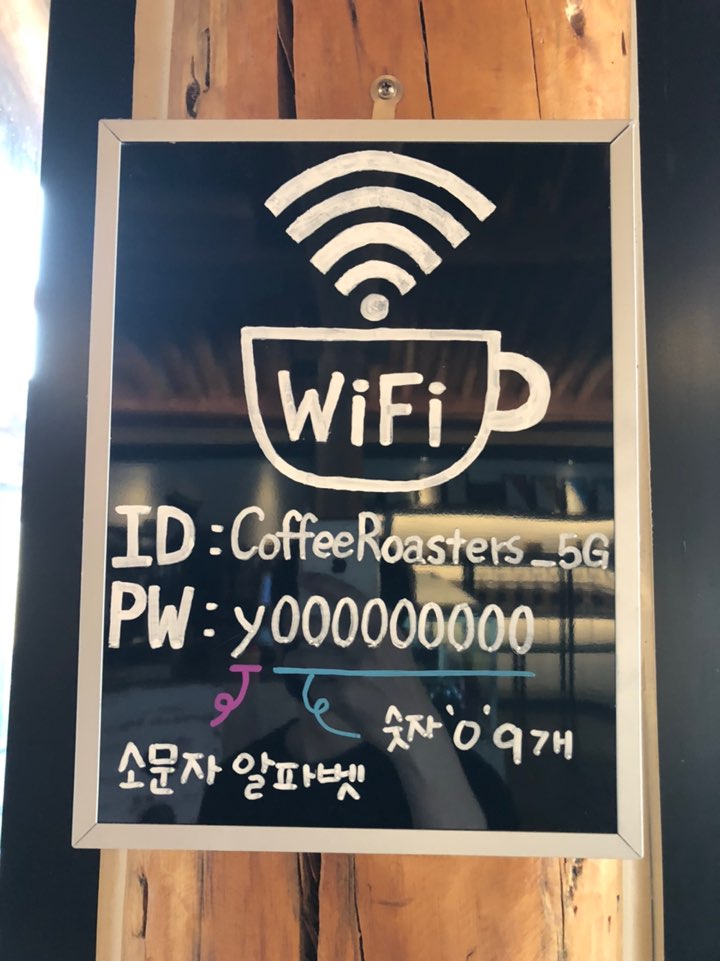 WiFi
ID : CoffeeRoasters_5G
PW : y000000000
숫자 '0' 9개
소문자 알파벳